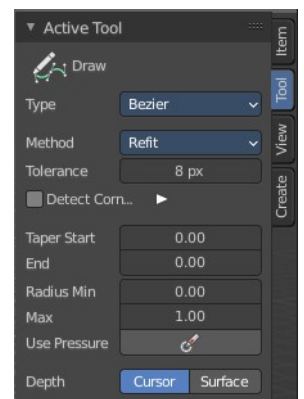 Active Tool
Draw
Type Bezier
Method Refit
Tolerance 8 px
Detect Corn...
Taper Start 0.00
End 0.00
Radius Min 0.00
Max 1.00
Use Pressure
Depth Cursor Surface
Item
Tool
View
Create